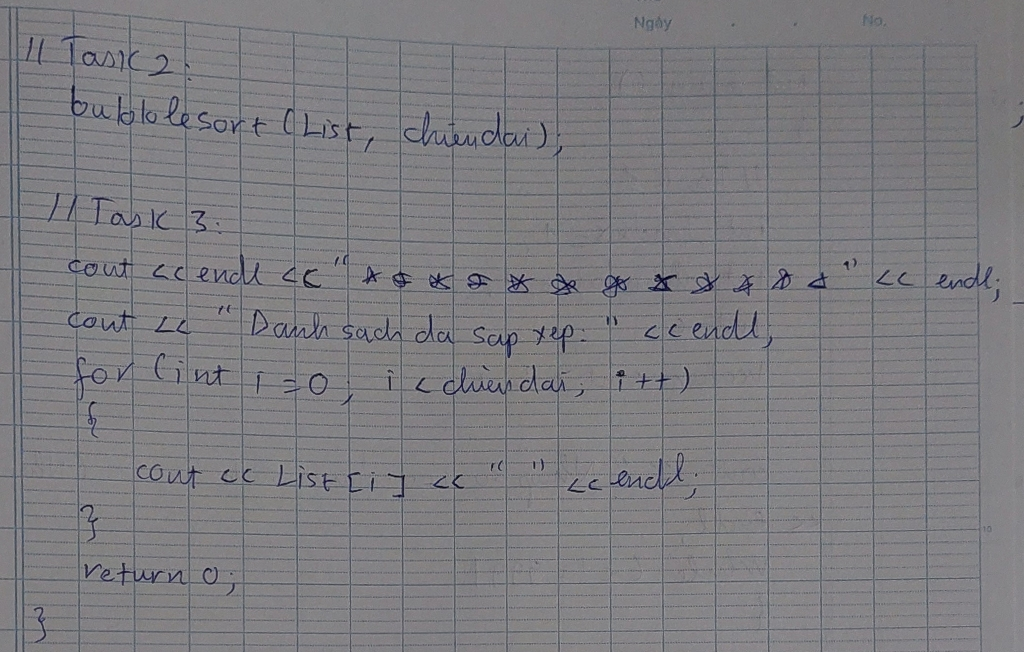 Ngày . . No.
// Task 2:
bubblesort (List, chieudai);
;
// Task 3:
cout << endl << "* * * * * * * * * * * *" << endl;
cout << "Danh sach da sap xep: " << endl;
for (int i = 0; i < chieudai; i++)
{
cout << List[i] << " " << endl;
}
10
return 0;
}